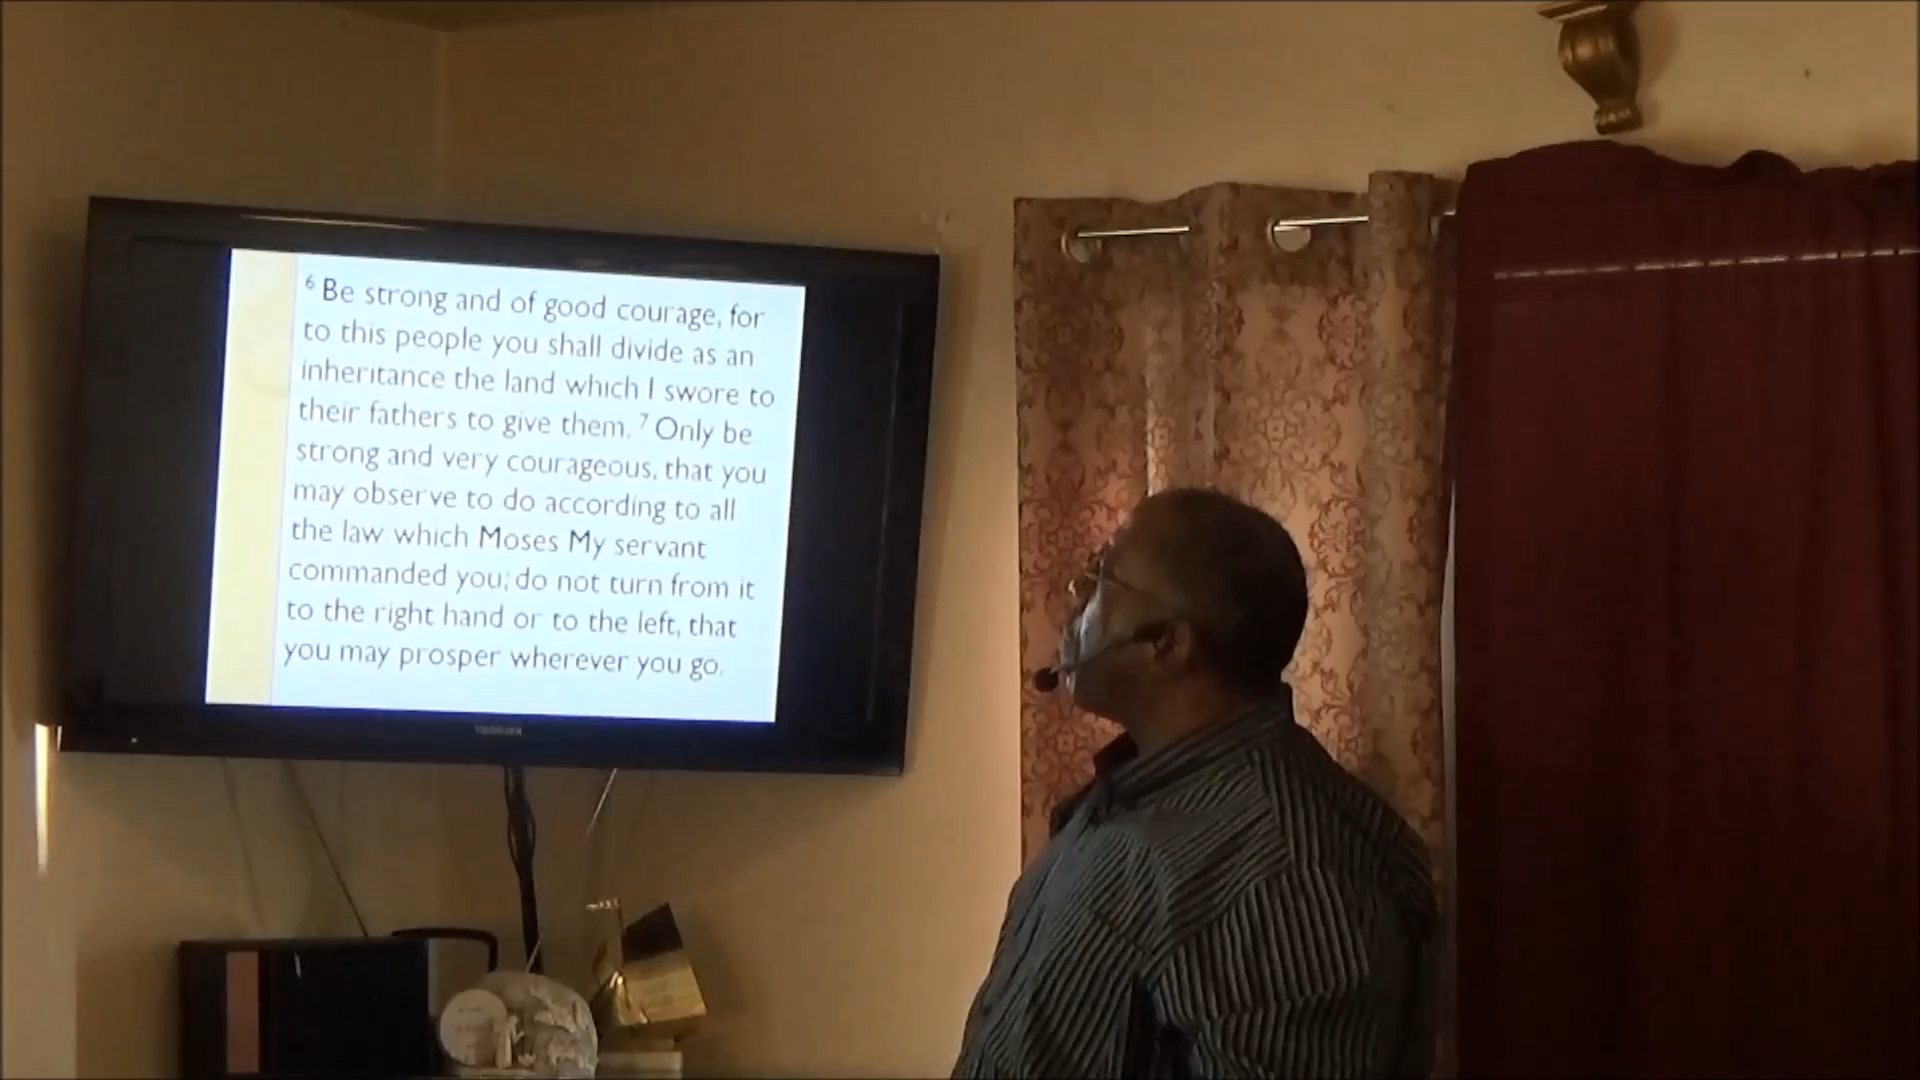 6 Be strong and of good courage, for
to this people you shall divide as an
inheritance the land which I swore to
their fathers to give them. 7 Only be
strong and very courageous, that you
may observe to do according to all
the law which Moses My servant
commanded you; do not turn from it
to the right hand or to the left, that
you may prosper wherever you go.
TOSHIBA